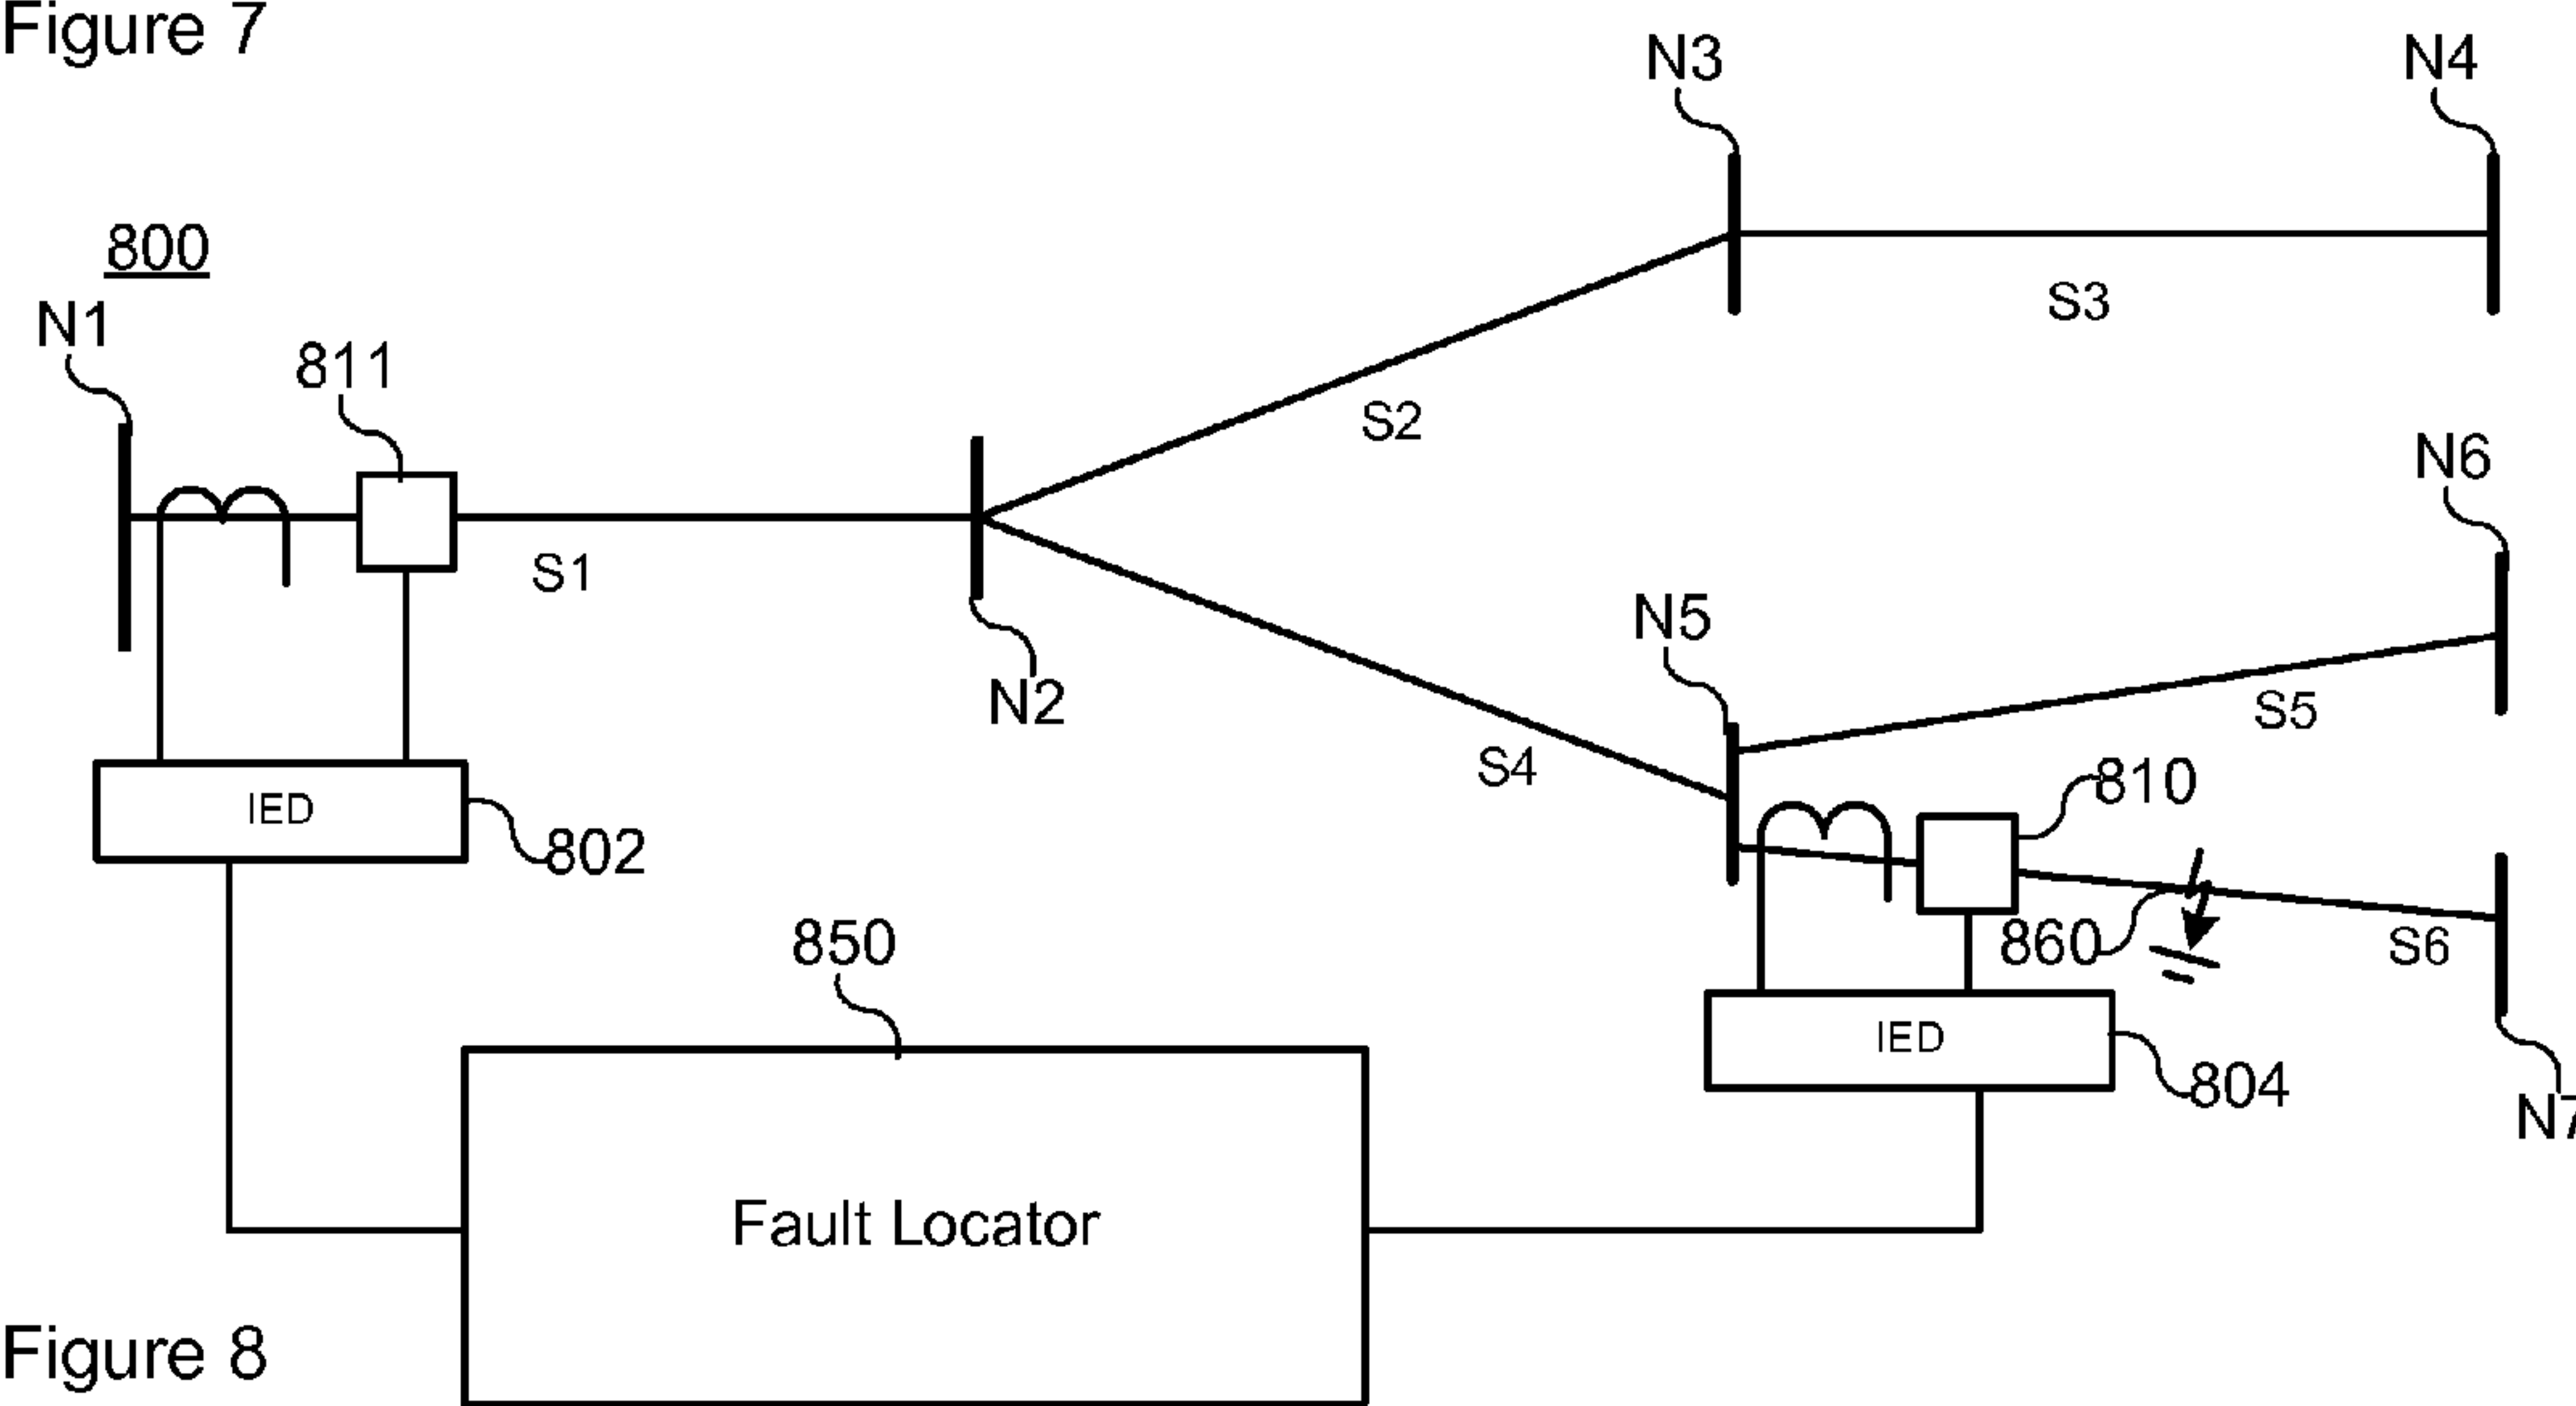 Figure 7
N3
N4
800
N1
811
S3
S2
N6
S1
N5
N2
S5
S4
810
IED
802
860
S6
850
IED
804
N7
Fault Locator
Figure 8